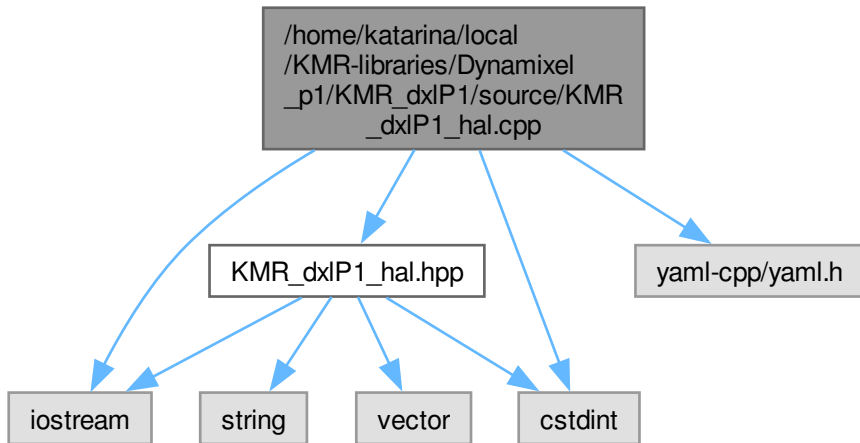 /home/katarina/local
/KMR-libraries/Dynamixel
_p1/KMR_dxlP1/source/KMR
_dxlP1_hal.cpp
KMR_dxlP1_hal.hpp
yaml-cpp/yaml.h
iostream
string
vector
cstdint